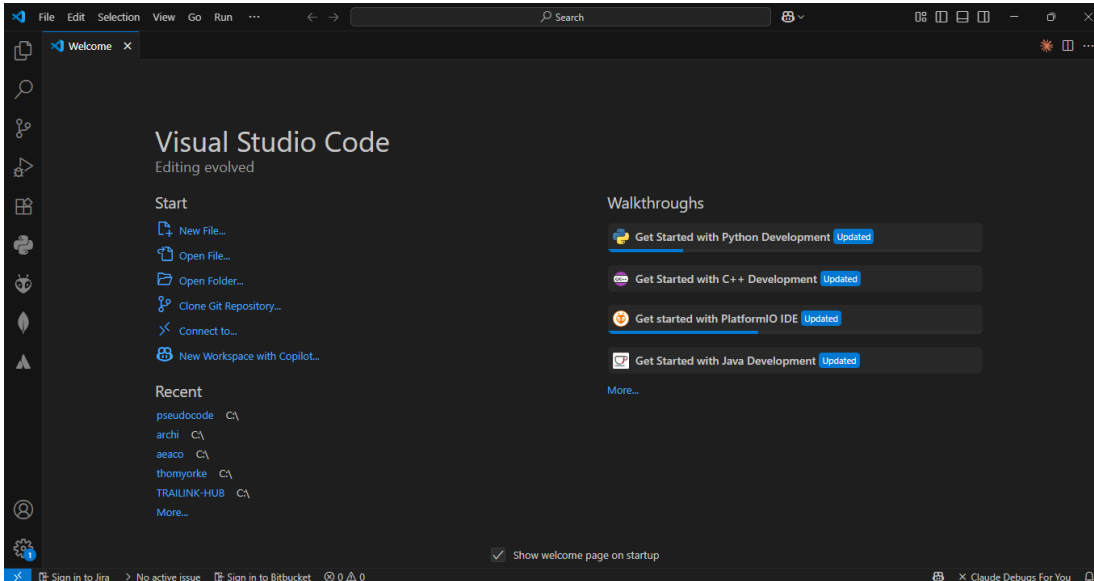 File Edit Selection View Go Run ··· Search
Welcome
Visual Studio Code
Editing evolved
Start
New File...
Open File...
Open Folder...
Clone Git Repository...
Connect to...
New Workspace with Copilot...
Recent
pseudocode C:\
archi C:\
aeaco C:\
thomyorke C:\
TRAILINK-HUB C:\
More...
Walkthroughs
Get Started with Python Development Updated
Get Started with C++ Development Updated
Get started with PlatformIO IDE Updated
Get Started with Java Development Updated
More...
Show welcome page on startup
1
Sign in to Jira No active issue Sign in to Bitbucket 0 0 Claude Debugs For You